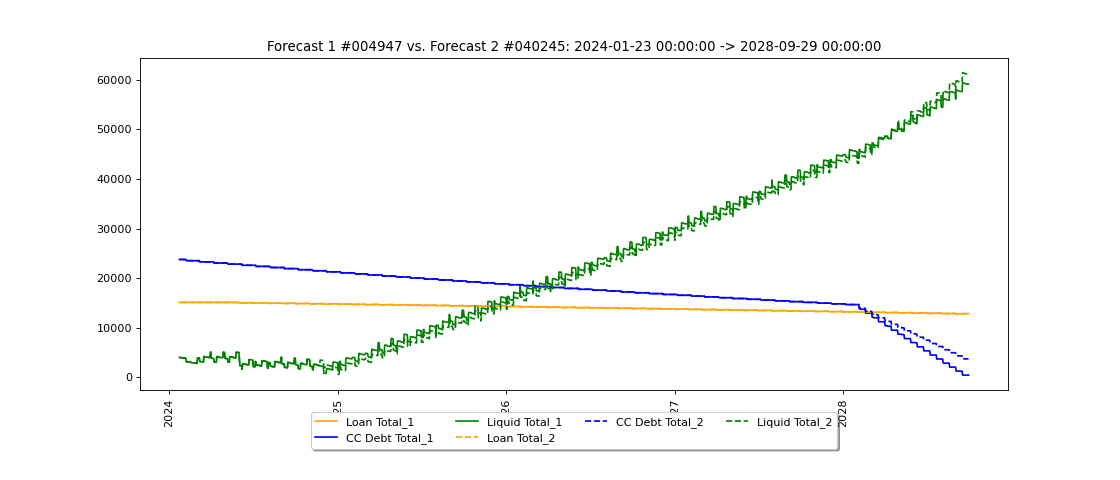 Forecast 1 #004947 vs. Forecast 2 #040245: 2024-01-23 00:00:00 -> 2028-09-29 00:00:00
60000
50000
40000
30000
20000
10000
0
2024
25
26
27
2028
Loan Total_1
Liquid Total_1
CC Debt Total_2
Liquid Total_2
CC Debt Total_1
Loan Total_2